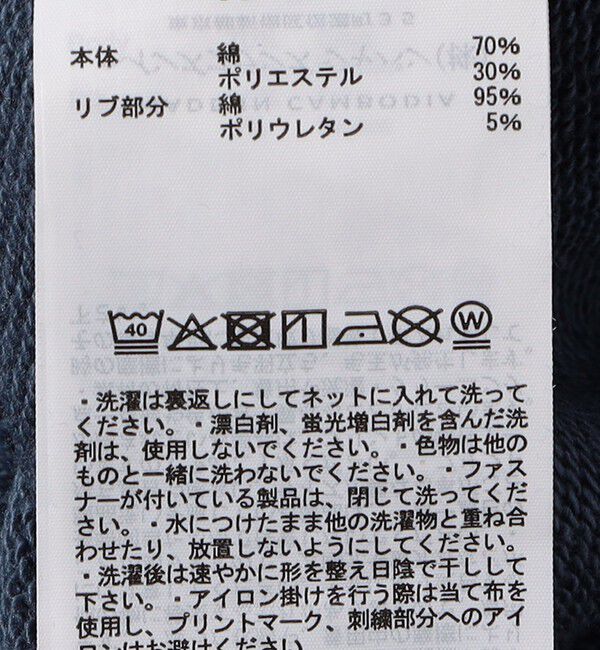 本体 綿 70%
ポリエステル 30%
リブ部分 綿 95%
ポリウレタン 5%
40 W
・洗濯は裏返しにしてネットに入れて洗って
ください。・漂白剤、蛍光増白剤を含んだ洗
剤は、使用しないでください。・色物は他の
ものと一緒に洗わないでください。・ファス
ナーが付いている製品は、閉じて洗ってくだ
さい。・水につけたまま他の洗濯物と重ね合
わせたり、放置しないようにしてください。
・洗濯後は速やかに形を整え日陰で干しして
下さい。・アイロン掛けを行う際は当て布を
使用し、プリントマーク、刺繍部分へのアイ
ロンはお避けください。